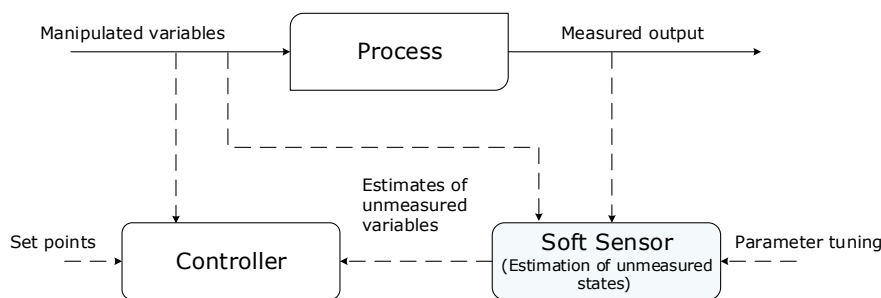 Manipulated variables
Process
Measured output
Estimates of
unmeasured
variables
Set points
Controller
Soft Sensor
(Estimation of unmeasured
states)
Parameter tuning